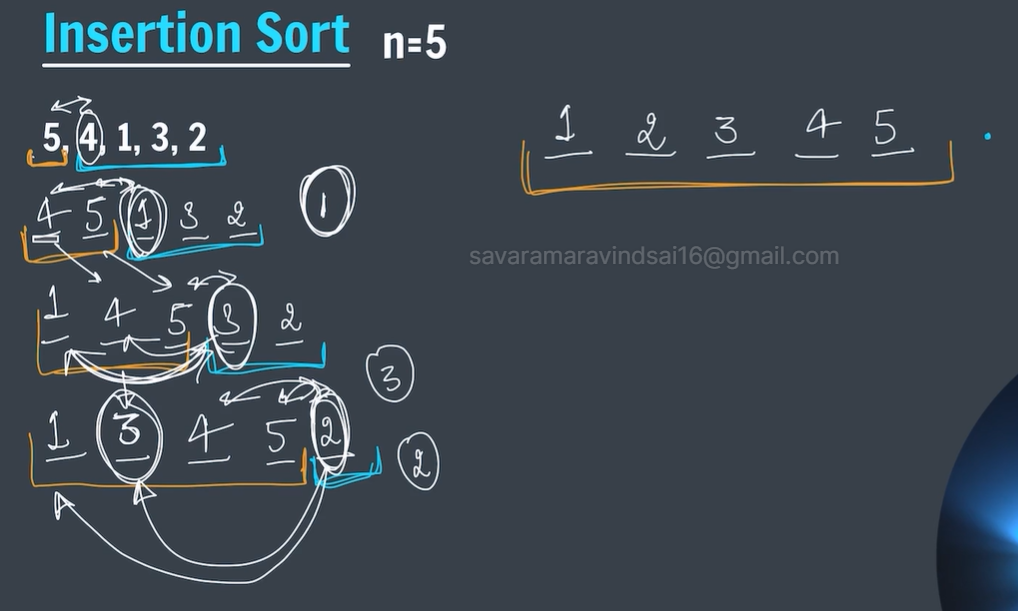 Insertion Sort n=5
5, 4, 1, 3, 2
4 5 1 3 2
1
1 4 5 3 2
3
1 3 4 5 2
2
1 2 3 4 5
savaramaravindsai16@gmail.com